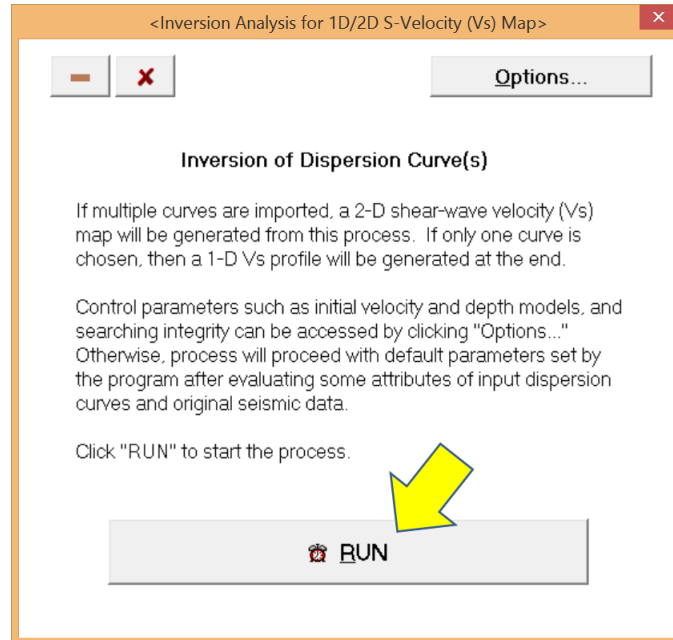 <Inversion Analysis for 1D/2D S-Velocity (Vs) Map>
Options...
Inversion of Dispersion Curve(s)
If multiple curves are imported, a 2-D shear-wave velocity (Vs)
map will be generated from this process.  If only one curve is
chosen, then a 1-D Vs profile will be generated at the end.
Control parameters such as initial velocity and depth models, and
searching integrity can be accessed by clicking "Options..."
Otherwise, process will proceed with default parameters set by
the program after evaluating some attributes of input dispersion
curves and original seismic data.
Click "RUN" to start the process.
RUN